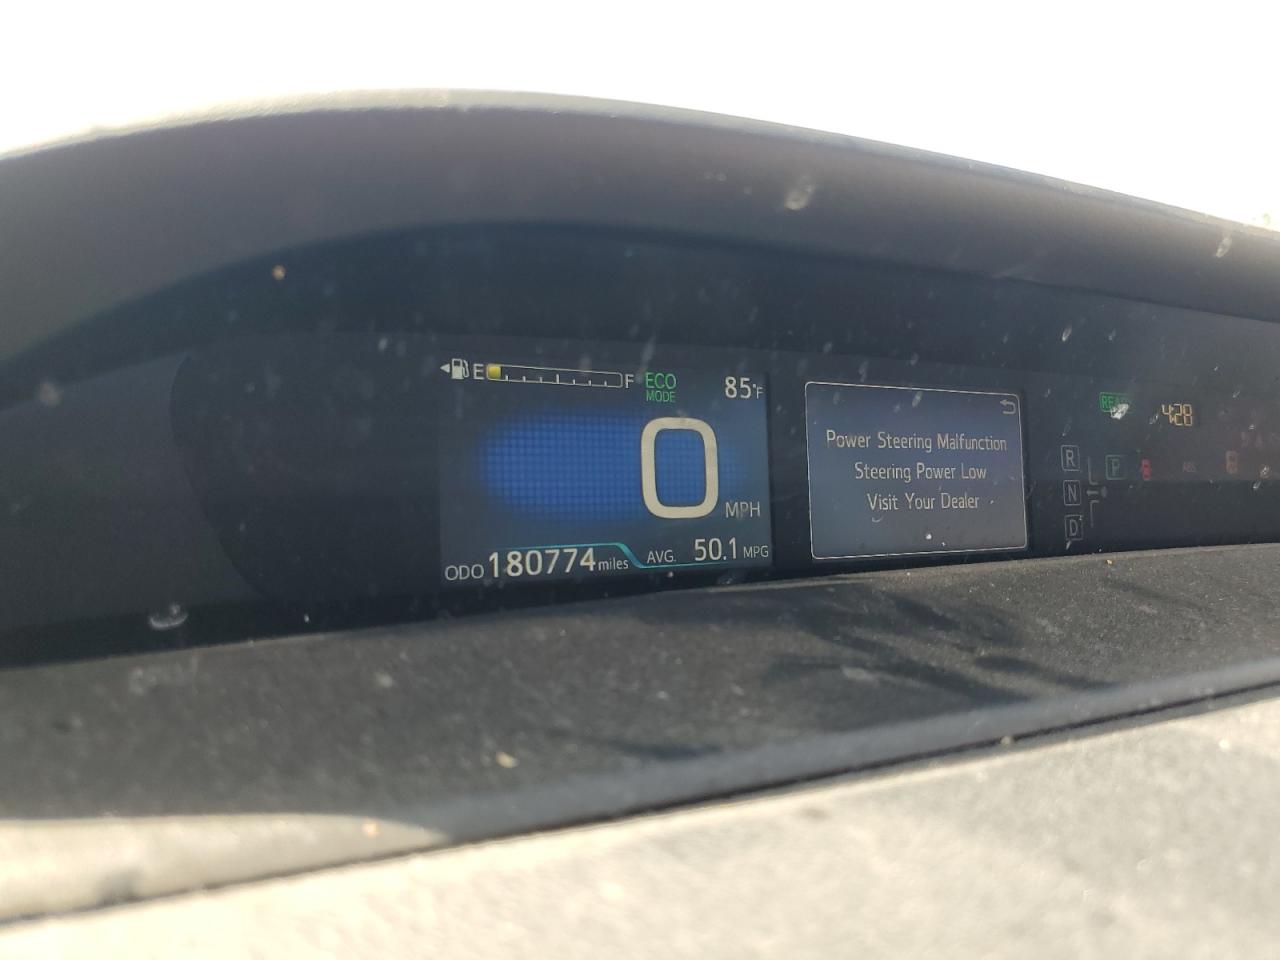 E F ECO MODE 85°F
0 MPH
ODO 180774 miles AVG. 50.1 MPG
Power Steering Malfunction
Steering Power Low
Visit Your Dealer
4:28
R
P
N
D
ABS